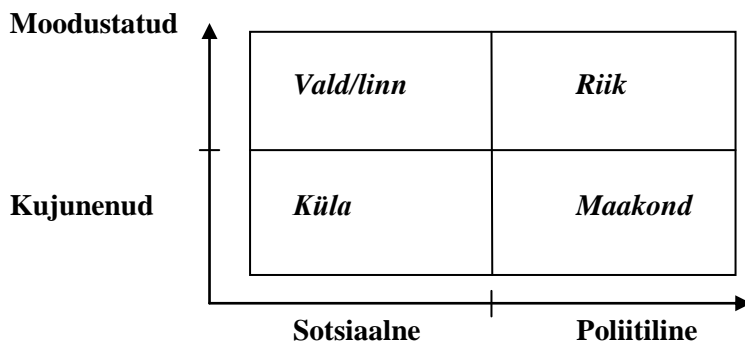 Moodustatud
Vald/linn Riik
Kujunenud Küla Maakond
Sotsiaalne Poliitiline